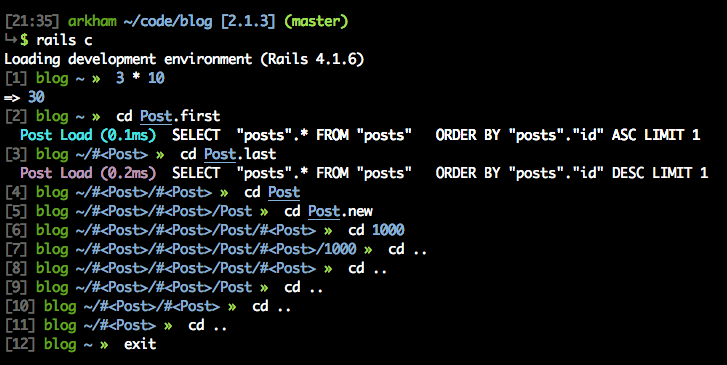 [21:35] arkham ~/code/blog [2.1.3] (master)
↪$ rails c
Loading development environment (Rails 4.1.6)
[1] blog ~ »  3 * 10
=> 30
[2] blog ~ »  cd Post.first
  Post Load (0.1ms)  SELECT  "posts".* FROM "posts"   ORDER BY "posts"."id" ASC LIMIT 1
[3] blog ~/#<Post> »  cd Post.last
  Post Load (0.2ms)  SELECT  "posts".* FROM "posts"   ORDER BY "posts"."id" DESC LIMIT 1
[4] blog ~/#<Post>/#<Post> »  cd Post
[5] blog ~/#<Post>/#<Post>/Post »  cd Post.new
[6] blog ~/#<Post>/#<Post>/Post/#<Post> »  cd 1000
[7] blog ~/#<Post>/#<Post>/Post/#<Post>/1000 »  cd ..
[8] blog ~/#<Post>/#<Post>/Post/#<Post> »  cd ..
[9] blog ~/#<Post>/#<Post>/Post »  cd ..
[10] blog ~/#<Post>/#<Post> »  cd ..
[11] blog ~/#<Post> »  cd ..
[12] blog ~ »  exit